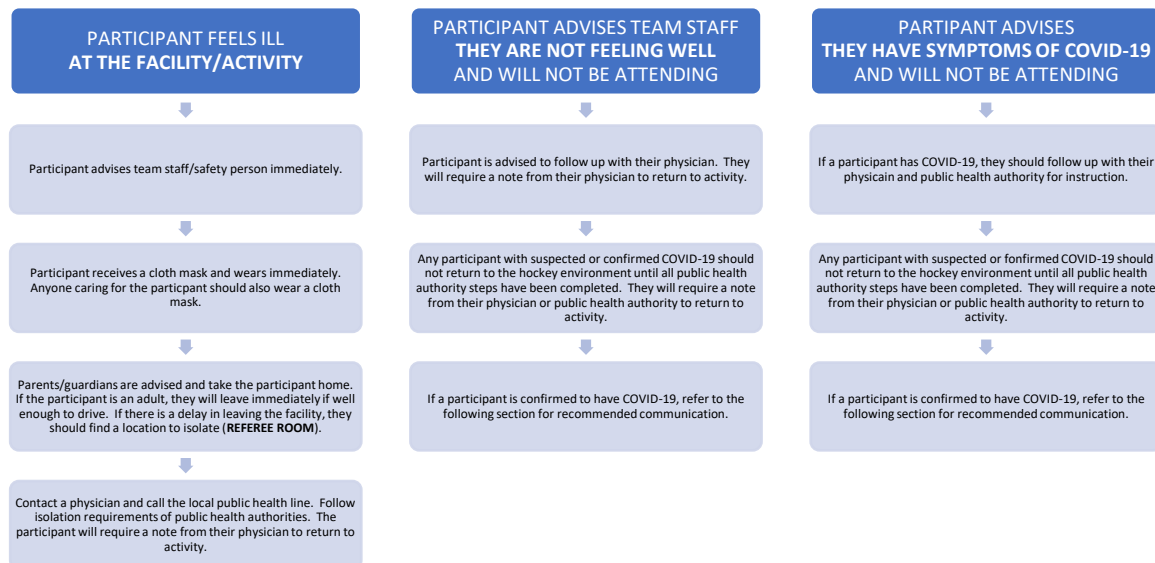 PARTICIPANT FEELS ILL
AT THE FACILITY/ACTIVITY
Participant advises team staff/safety person immediately.
Participant receives a cloth mask and wears immediately.
Anyone caring for the particpant should also wear a cloth
mask.
Parents/guardians are advised and take the participant home.
If the participant is an adult, they will leave immediately if well
enough to drive. If there is a delay in leaving the facility, they
should find a location to isolate (REFEREE ROOM).
Contact a physician and call the local public health line. Follow
isolation requirements of public health authorities. The
participant will require a note from their physician to return to
activity.
PARTICIPANT ADVISES TEAM STAFF
THEY ARE NOT FEELING WELL
AND WILL NOT BE ATTENDING
Participant is advised to follow up with their physician. They
will require a note from their physician to return to activity.
Any participant with suspected or confirmed COVID-19 should
not return to the hockey environment until all public health
authority steps have been completed. They will require a note
from their physician or public health authority to return to
activity.
If a participant is confirmed to have COVID-19, refer to the
following section for recommended communication.
PARTIPANT ADVISES
THEY HAVE SYMPTOMS OF COVID-19
AND WILL NOT BE ATTENDING
If a participant has COVID-19, they should follow up with their
physicain and public health authority for instruction.
Any participant with suspected or fonfirmed COVID-19 should
not return to the hockey environment until all public health
authority steps have been completed. They will require a note
from their physician or public health authority to return to
activity.
If a participant is confirmed to have COVID-19, refer to the
following section for recommended communication.